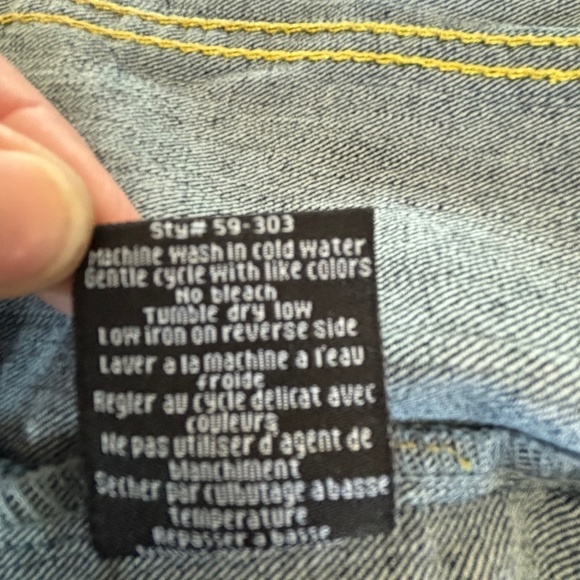 Sty# 59-303
Machine wash in cold water
Gentle cycle with like colors
No bleach
Tumble dry low
Low iron on reverse side
Laver a la machine a l'eau
froide
Regler au cycle delicat avec
couleurs
Ne pas utiliser d'agent de
blanchiment
Secher par culbutage a basse
temperature
Repasser a basse